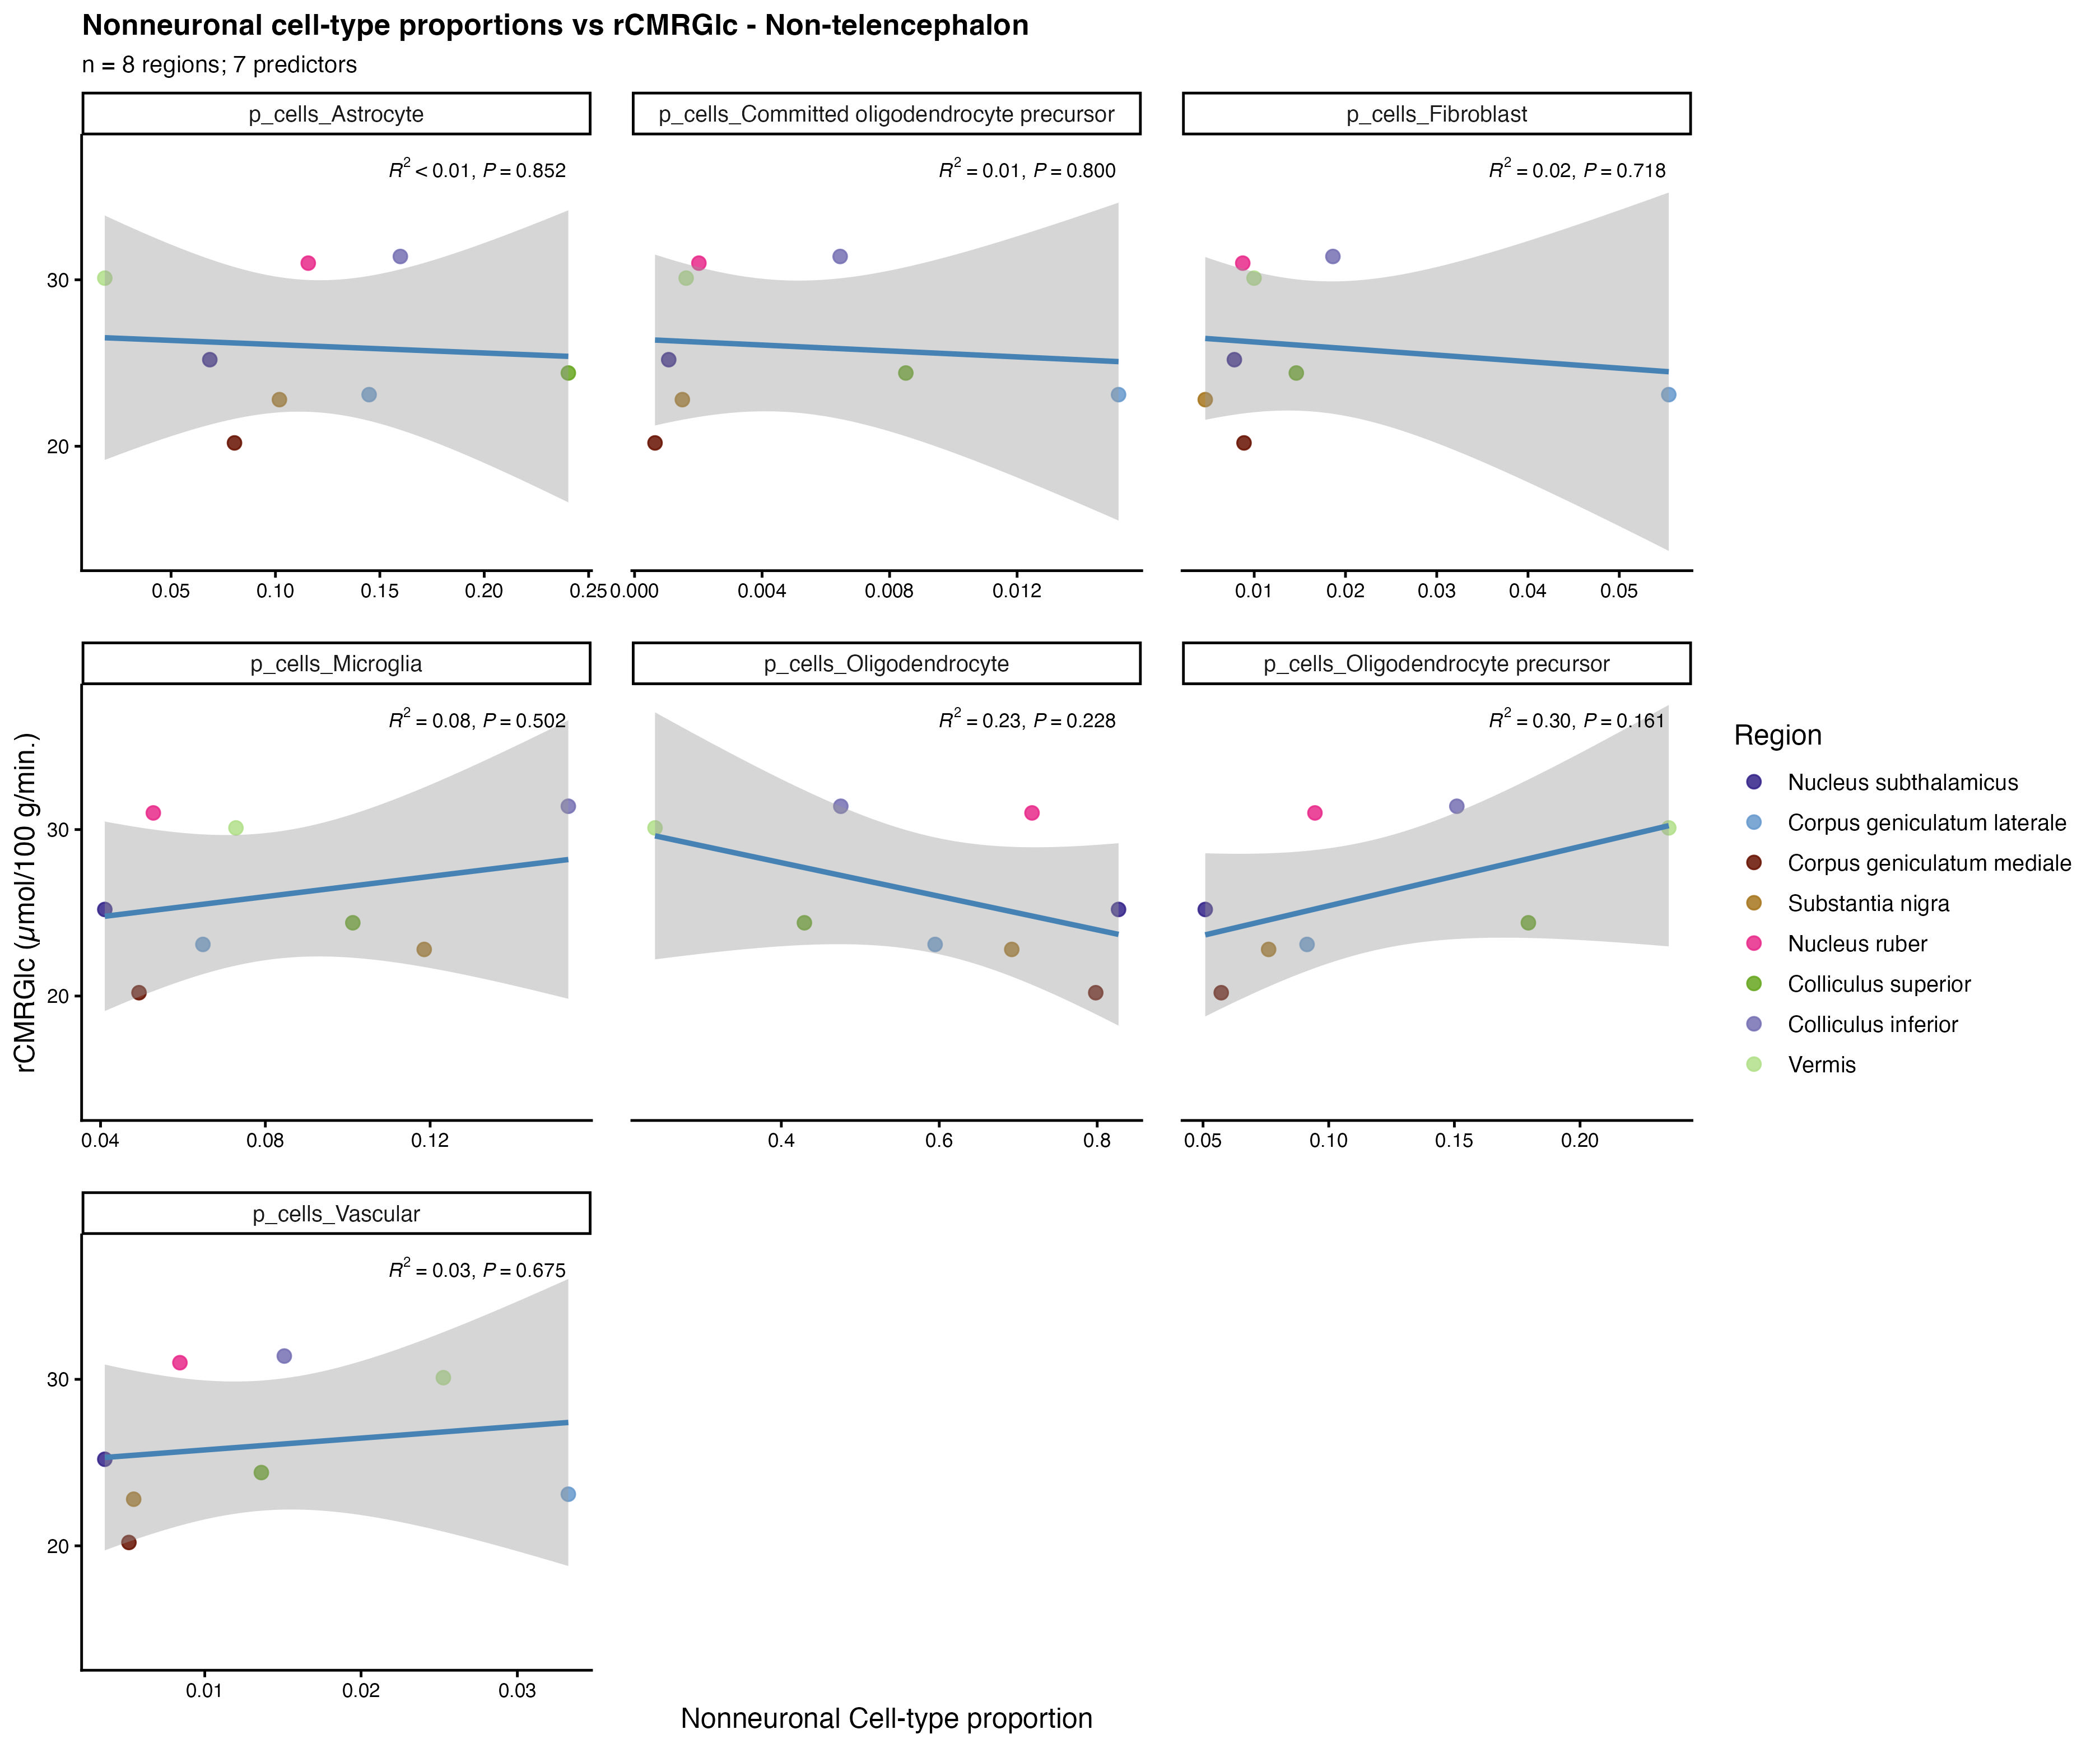 Nonneuronal cell-type proportions vs rCMRGlc - Non-telencephalon
n = 8 regions; 7 predictors
p_cells_Astrocyte
p_cells_Committed oligodendrocyte precursor
p_cells_Fibroblast
R² < 0.01, P = 0.852
R² = 0.01, P = 0.800
R² = 0.02, P = 0.718
30
20
0.05 0.10 0.15 0.20 0.25
0.000 0.004 0.008 0.012
0.01 0.02 0.03 0.04 0.05
p_cells_Microglia
p_cells_Oligodendrocyte
p_cells_Oligodendrocyte precursor
R² = 0.08, P = 0.502
R² = 0.23, P = 0.228
R² = 0.30, P = 0.161
30
20
0.04 0.08 0.12
0.4 0.6 0.8
0.05 0.10 0.15 0.20
p_cells_Vascular
R² = 0.03, P = 0.675
30
20
0.01 0.02 0.03
rCMRGlc (µmol/100 g/min.)
Nonneuronal Cell-type proportion
Region
Nucleus subthalamicus
Corpus geniculatum laterale
Corpus geniculatum mediale
Substantia nigra
Nucleus ruber
Colliculus superior
Colliculus inferior
Vermis